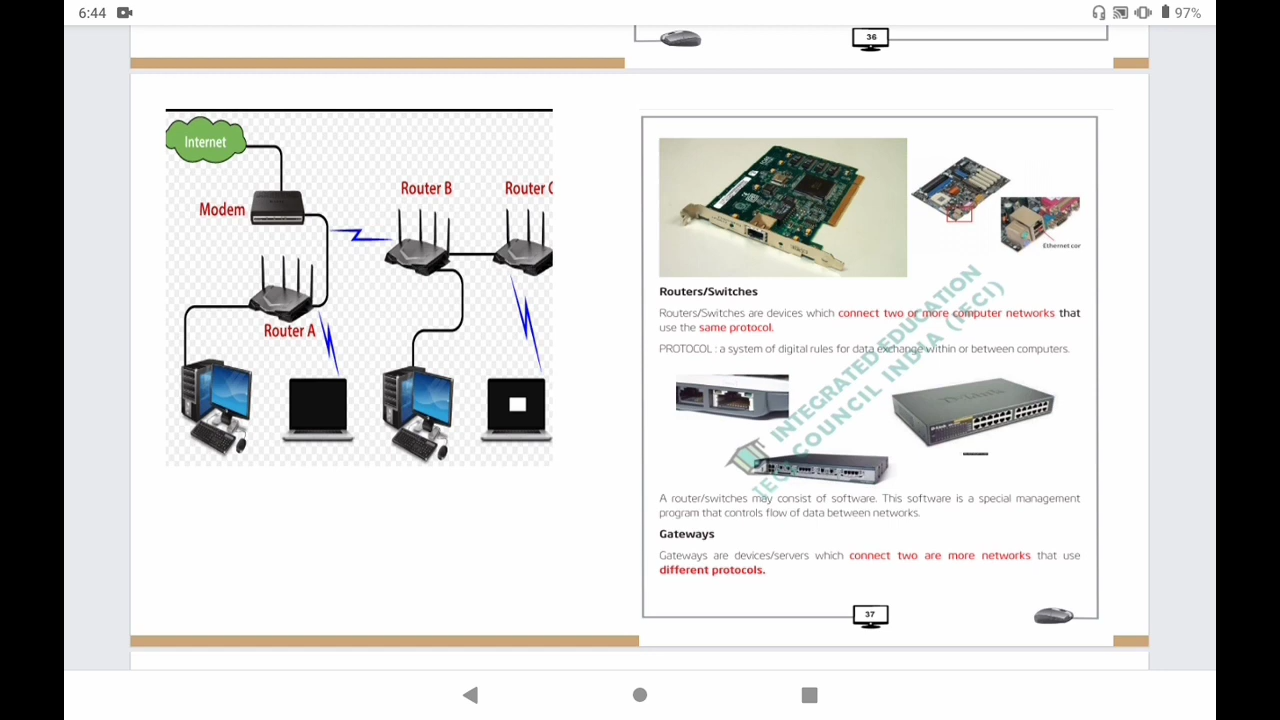 6:44
97%
36
Internet
Modem
Router B
Router C
Router A
Ethernet cor
Routers/Switches
Routers/Switches are devices which connect two or more computer networks that
use the same protocol.
PROTOCOL : a system of digital rules for data exchange within or between computers.
INTEGRATED EDUCATION
COUNCIL INDIA (IECI)
D-Link
A router/switches may consist of software. This software is a special management
program that controls flow of data between networks.
Gateways
Gateways are devices/servers which connect two are more networks that use
different protocols.
37